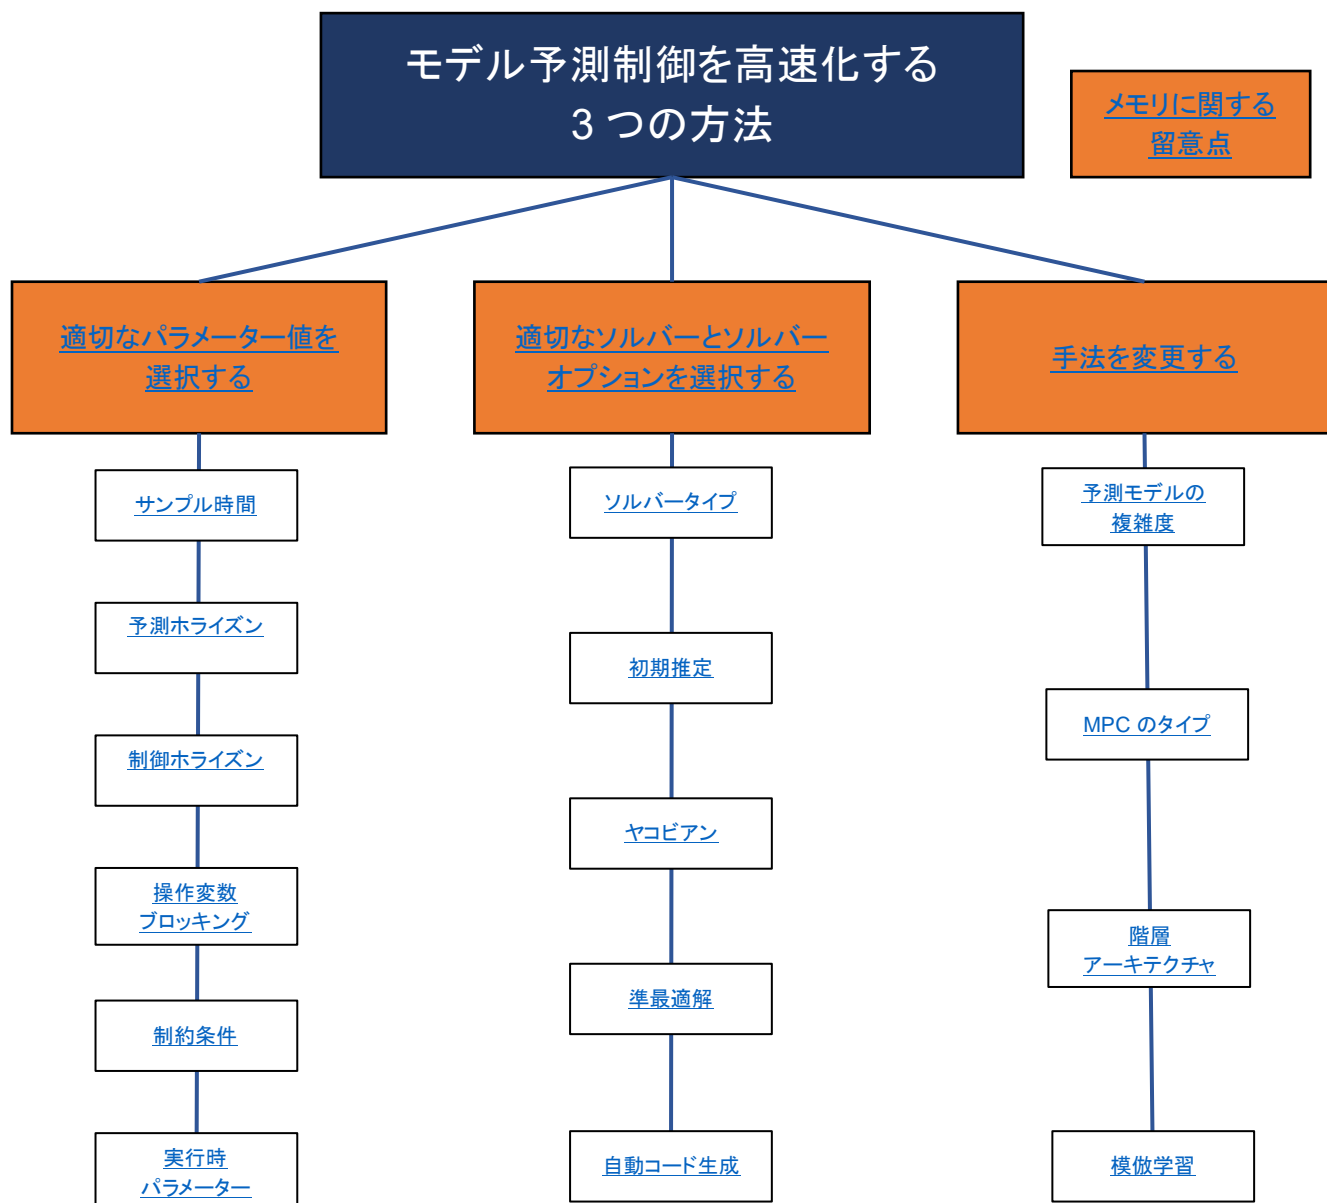 モデル予測制御を高速化する
3 つの方法
メモリに関する
留意点
適切なパラメーター値を
選択する
適切なソルバーとソルバー
オプションを選択する
手法を変更する
サンプル時間
予測ホライズン
制御ホライズン
操作変数
ブロッキング
制約条件
実行時
パラメーター
ソルバータイプ
初期推定
ヤコビアン
準最適解
自動コード生成
予測モデルの
複雑度
MPC のタイプ
階層
アーキテクチャ
模倣学習